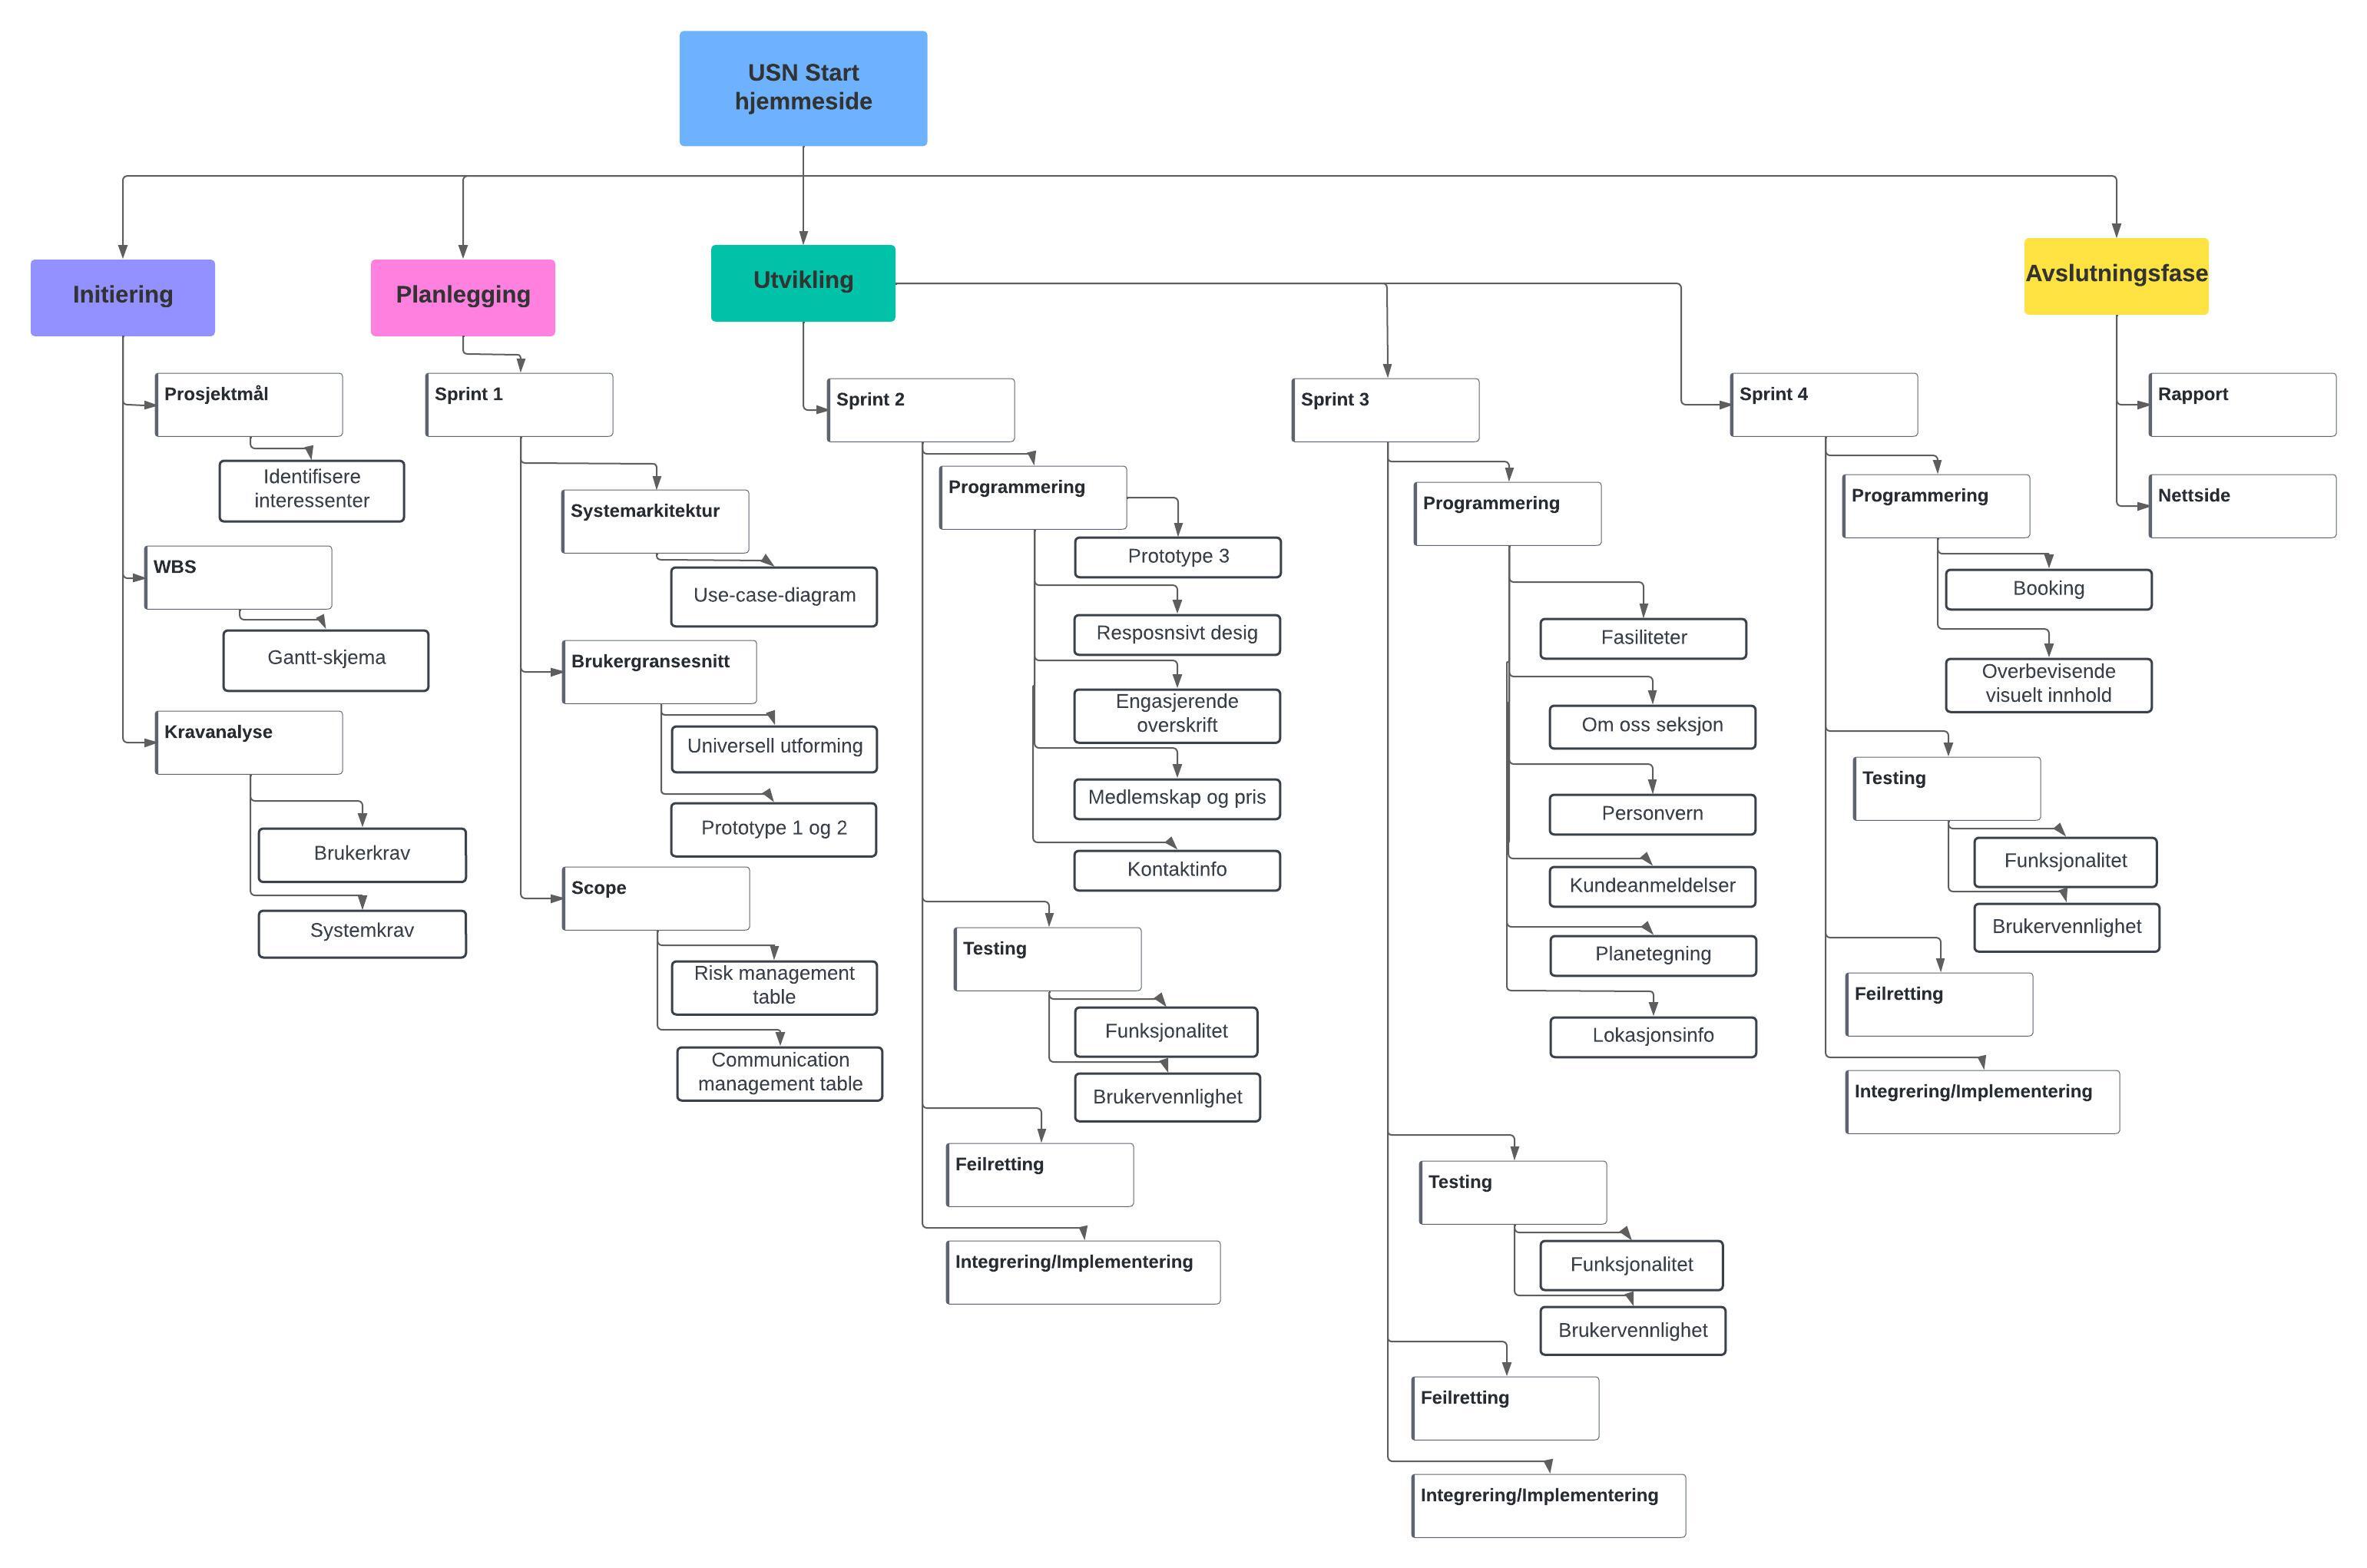 USN Start
hjemmeside
Initiering
Prosjektmål
Identifisere
interessenter
WBS
Gantt-skjema
Kravanalyse
Brukerkrav
Systemkrav
Planlegging
Sprint 1
Systemarkitektur
Use-case-diagram
Brukergransesnitt
Universell utforming
Prototype 1 og 2
Scope
Risk management
table
Communication
management table
Utvikling
Sprint 2
Programmering
Prototype 3
Resposnsivt desig
Engasjerende
overskrift
Medlemskap og pris
Kontaktinfo
Testing
Funksjonalitet
Brukervennlighet
Feilretting
Integrering/Implementering
Sprint 3
Programmering
Fasiliteter
Om oss seksjon
Personvern
Kundeanmeldelser
Planetegning
Lokasjonsinfo
Testing
Funksjonalitet
Brukervennlighet
Feilretting
Integrering/Implementering
Sprint 4
Programmering
Booking
Overbevisende
visuelt innhold
Testing
Funksjonalitet
Brukervennlighet
Feilretting
Integrering/Implementering
Avslutningsfase
Rapport
Nettside